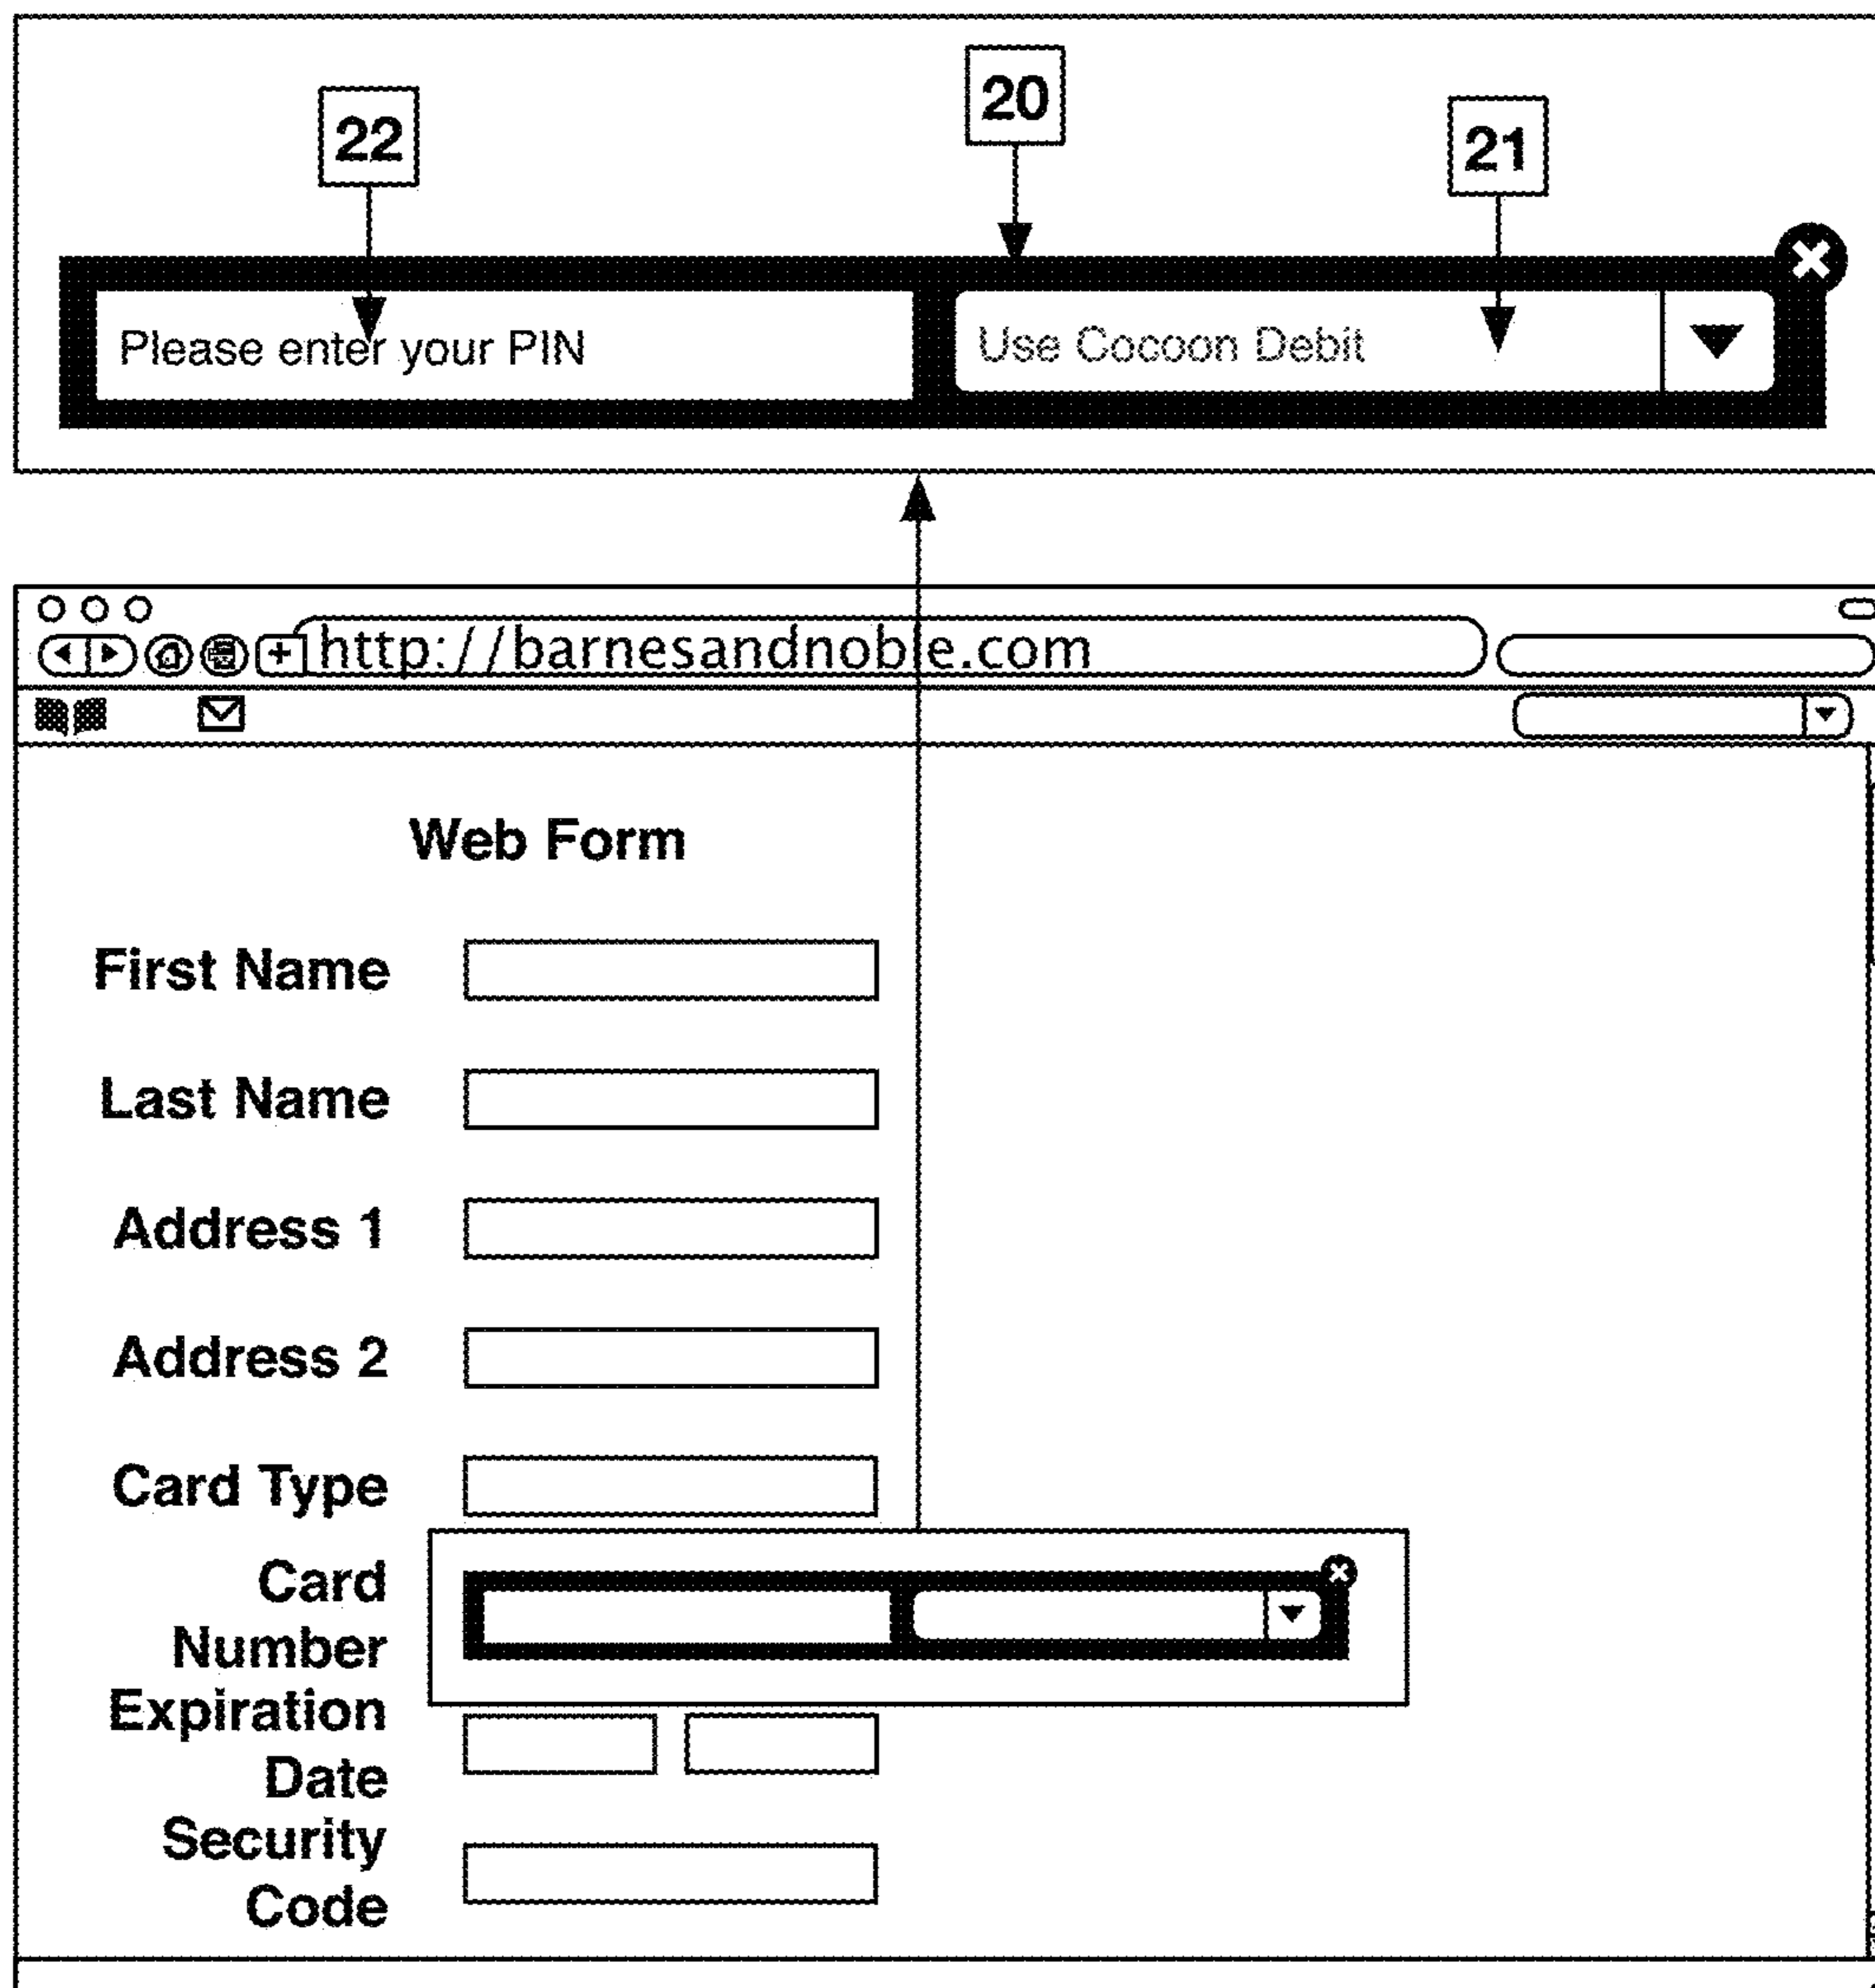 20
22
21
Please enter your PIN
Use Cocoon Debit
http://barnesandnoble.com
Web Form
First Name
Last Name
Address 1
Address 2
Card Type
Card
Number
Expiration
Date
Security
Code